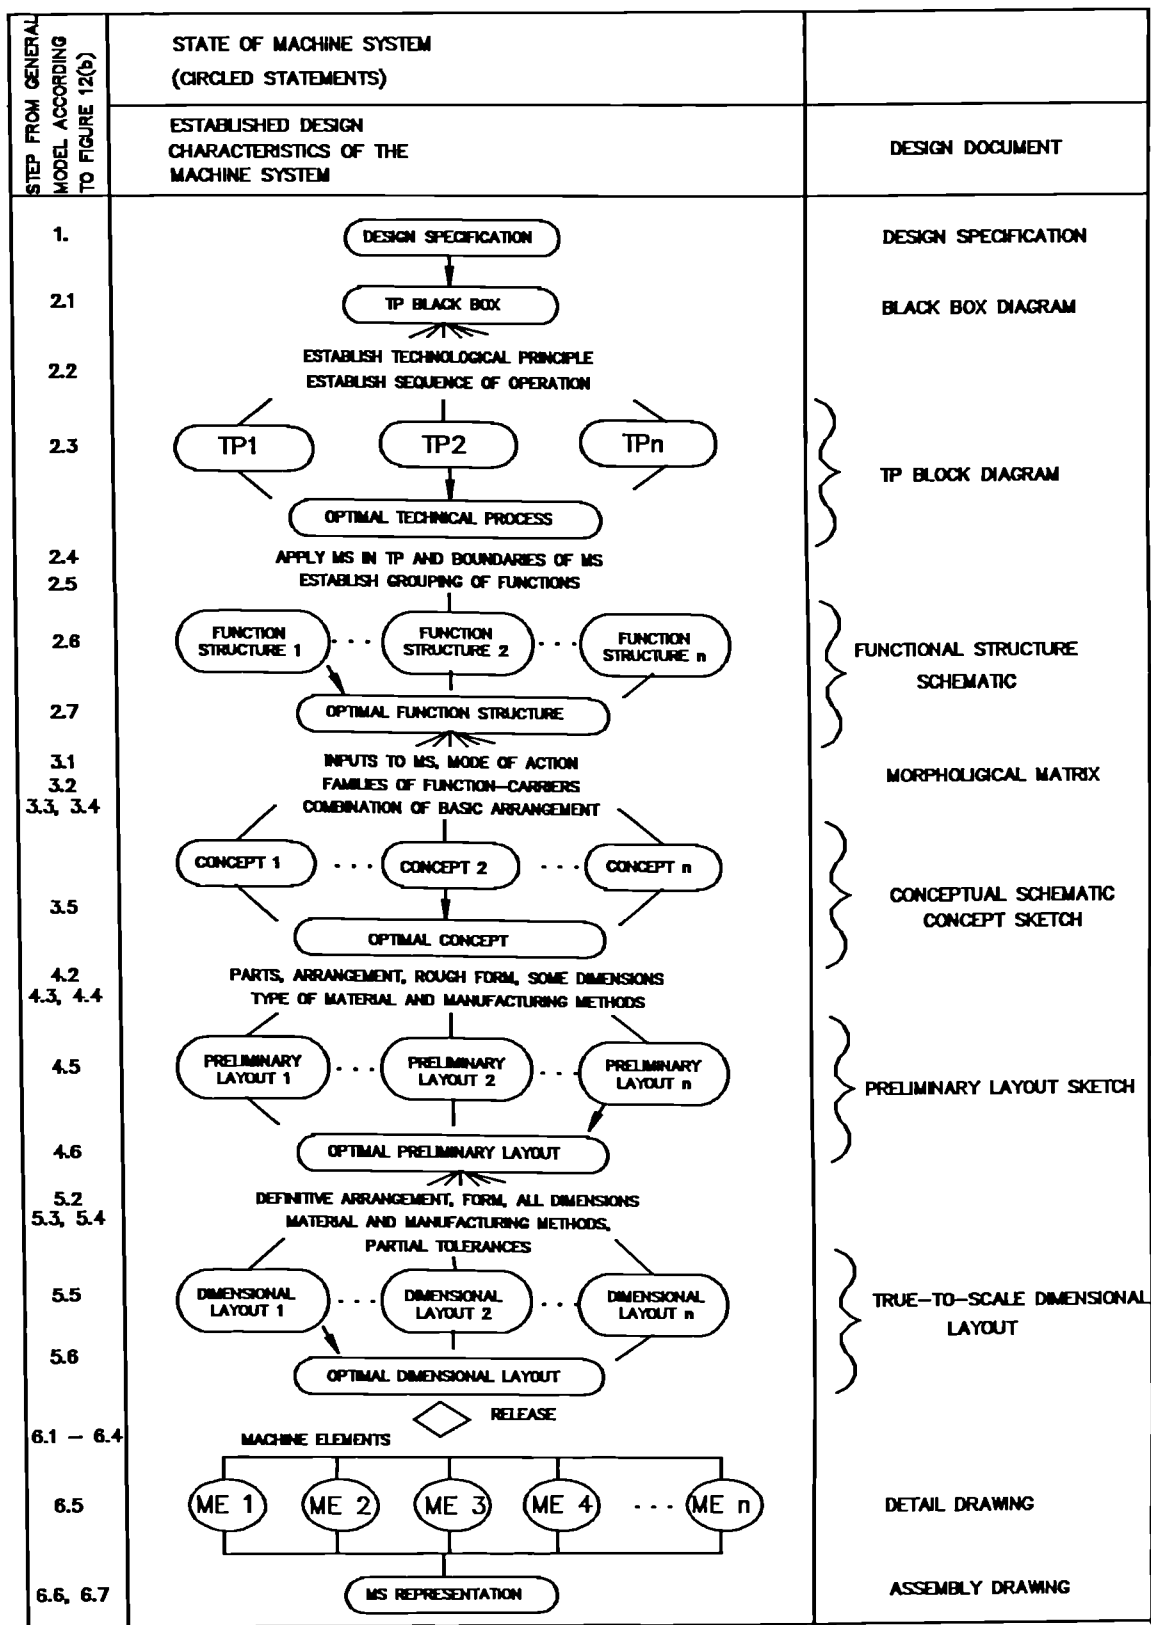 STEP FROM GENERAL
MODEL ACCORDING
TO FIGURE 12(b)
STATE OF MACHINE SYSTEM
(CIRCLED STATEMENTS)
ESTABLISHED DESIGN
CHARACTERISTICS OF THE
MACHINE SYSTEM
DESIGN DOCUMENT
1.
DESIGN SPECIFICATION
DESIGN SPECIFICATION
2.1
TP BLACK BOX
BLACK BOX DIAGRAM
2.2
ESTABLISH TECHNOLOGICAL PRINCIPLE
ESTABLISH SEQUENCE OF OPERATION
2.3
TP1
TP2
TPn
TP BLOCK DIAGRAM
OPTIMAL TECHNICAL PROCESS
2.4
APPLY MS IN TP AND BOUNDARIES OF MS
2.5
ESTABLISH GROUPING OF FUNCTIONS
2.6
FUNCTION
STRUCTURE 1
. . .
FUNCTION
STRUCTURE 2
. . .
FUNCTION
STRUCTURE n
FUNCTIONAL STRUCTURE
SCHEMATIC
2.7
OPTIMAL FUNCTION STRUCTURE
3.1
INPUTS TO MS, MODE OF ACTION
3.2
FAMILIES OF FUNCTION-CARRIERS
MORPHOLIGICAL MATRIX
3.3, 3.4
COMBINATION OF BASIC ARRANGEMENT
CONCEPT 1
. . .
CONCEPT 2
. . .
CONCEPT n
3.5
CONCEPTUAL SCHEMATIC
CONCEPT SKETCH
OPTIMAL CONCEPT
4.2
PARTS, ARRANGEMENT, ROUGH FORM, SOME DIMENSIONS
4.3, 4.4
TYPE OF MATERIAL AND MANUFACTURING METHODS
4.5
PRELIMINARY
LAYOUT 1
. . .
PRELIMINARY
LAYOUT 2
. . .
PRELIMINARY
LAYOUT n
PRELIMINARY LAYOUT SKETCH
4.6
OPTIMAL PRELIMINARY LAYOUT
5.2
DEFINITIVE ARRANGEMENT, FORM, ALL DIMENSIONS
5.3, 5.4
MATERIAL AND MANUFACTURING METHODS,
PARTIAL TOLERANCES
5.5
DIMENSIONAL
LAYOUT 1
. . .
DIMENSIONAL
LAYOUT 2
. . .
DIMENSIONAL
LAYOUT n
TRUE-TO-SCALE DIMENSIONAL
LAYOUT
5.6
OPTIMAL DIMENSIONAL LAYOUT
RELEASE
6.1 - 6.4
MACHINE ELEMENTS
6.5
ME 1
ME 2
ME 3
ME 4
. . .
ME n
DETAIL DRAWING
6.6, 6.7
MS REPRESENTATION
ASSEMBLY DRAWING